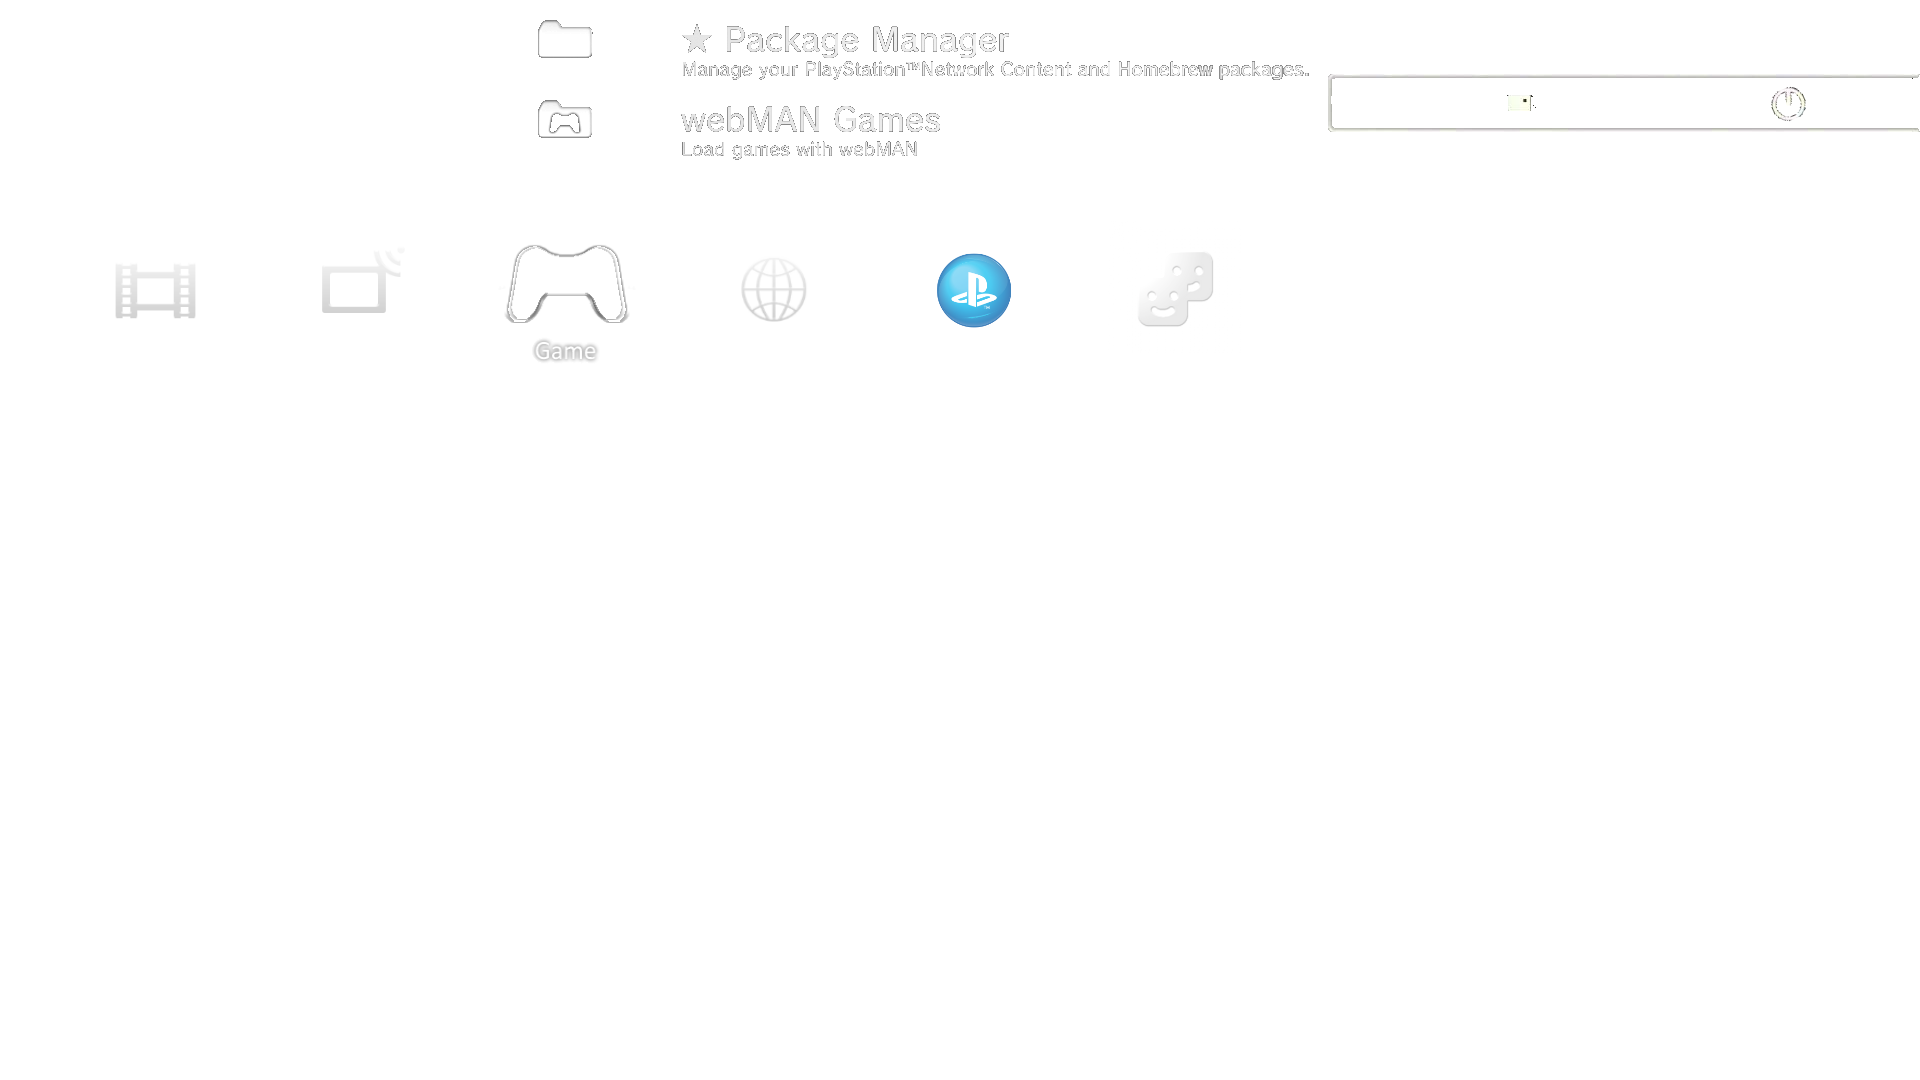 ★ Package Manager
Manage your PlayStation™Network Content and Homebrew packages.
webMAN Games
Load games with webMAN
Game